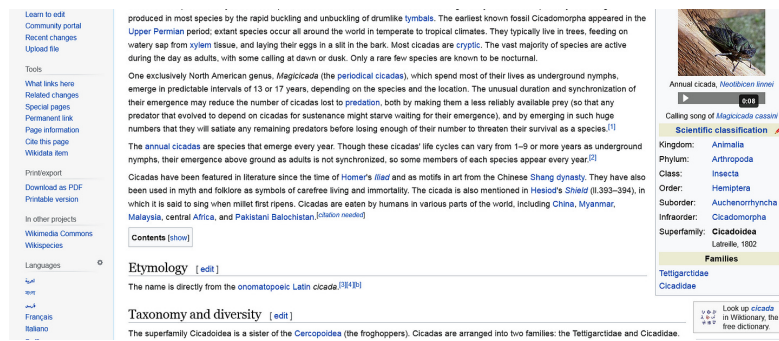 Learn to edit
Community portal
Recent changes
Upload file
Tools
What links here
Related changes
Special pages
Permanent link
Page information
Cite this page
Wikidata item
Print/export
Download as PDF
Printable version
In other projects
Wikimedia Commons
Wikispecies
Languages
العربية
বাংলা
فارسی
Français
Italiano
produced in most species by the rapid buckling and unbuckling of drumlike tymbals. The earliest known fossil Cicadomorpha appeared in the
Upper Permian period; extant species occur all around the world in temperate to tropical climates. They typically live in trees, feeding on
watery sap from xylem tissue, and laying their eggs in a slit in the bark. Most cicadas are cryptic. The vast majority of species are active
during the day as adults, with some calling at dawn or dusk. Only a rare few species are known to be nocturnal.
One exclusively North American genus, Magicicada (the periodical cicadas), which spend most of their lives as underground nymphs,
emerge in predictable intervals of 13 or 17 years, depending on the species and the location. The unusual duration and synchronization of
their emergence may reduce the number of cicadas lost to predation, both by making them a less reliably available prey (so that any
predator that evolved to depend on cicadas for sustenance might starve waiting for their emergence), and by emerging in such huge
numbers that they will satiate any remaining predators before losing enough of their number to threaten their survival as a species.[1]
The annual cicadas are species that emerge every year. Though these cicadas' life cycles can vary from 1–9 or more years as underground
nymphs, their emergence above ground as adults is not synchronized, so some members of each species appear every year.[2]
Cicadas have been featured in literature since the time of Homer's Iliad and as motifs in art from the Chinese Shang dynasty. They have also
been used in myth and folklore as symbols of carefree living and immortality. The cicada is also mentioned in Hesiod's Shield (ll.393–394), in
which it is said to sing when millet first ripens. Cicadas are eaten by humans in various parts of the world, including China, Myanmar,
Malaysia, central Africa, and Pakistani Balochistan.[citation needed]
Contents [show]
Etymology [ edit ]
The name is directly from the onomatopoeic Latin cicada.[3][4][b]
Taxonomy and diversity [ edit ]
The superfamily Cicadoidea is a sister of the Cercopoidea (the froghoppers). Cicadas are arranged into two families: the Tettigarctidae and Cicadidae.
Annual cicada, Neotibicen linnei
0:08
Calling song of Magicicada cassini
Scientific classification
Kingdom: Animalia
Phylum: Arthropoda
Class: Insecta
Order: Hemiptera
Suborder: Auchenorrhyncha
Infraorder: Cicadomorpha
Superfamily: Cicadoidea
Latreille, 1802
Families
Tettigarctidae
Cicadidae
Look up cicada
in Wiktionary, the
free dictionary.